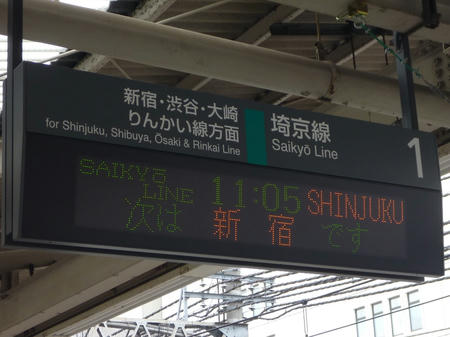 新宿・渋谷・大崎
りんかい線方面
for Shinjuku, Shibuya, Ōsaki & Rinkai Line
埼京線
Saikyō Line
1
SAIKYō
LINE
11:05
SHINJUKU
次は 新 宿 です